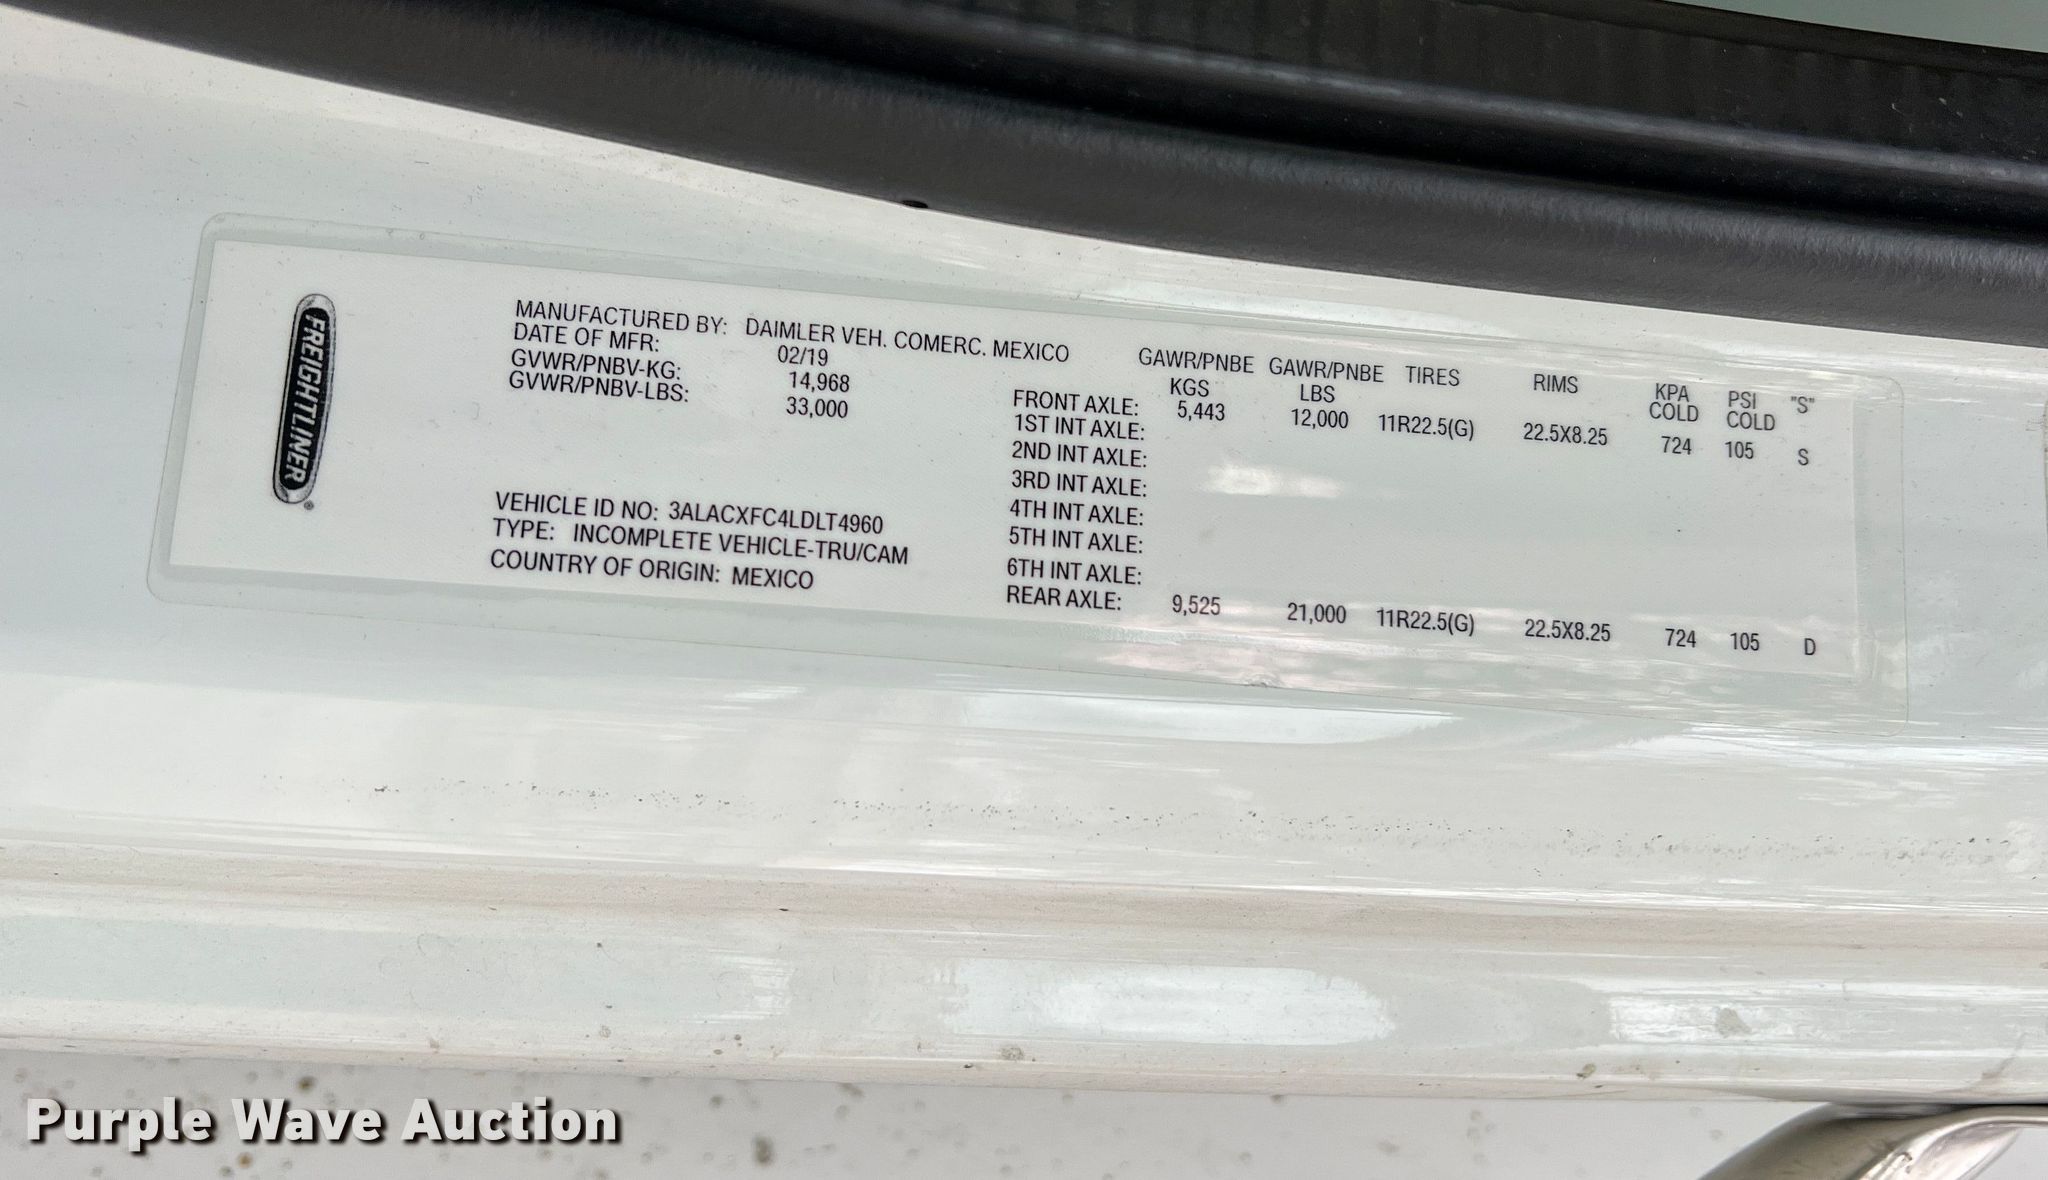 FREIGHTLINER®
MANUFACTURED BY: DAIMLER VEH. COMERC. MEXICO
DATE OF MFR: 02/19
GVWR/PNBV-KG: 14,968
GVWR/PNBV-LBS: 33,000
VEHICLE ID NO: 3ALACXFC4LDLT4960
TYPE: INCOMPLETE VEHICLE-TRU/CAM
COUNTRY OF ORIGIN: MEXICO
GAWR/PNBE GAWR/PNBE TIRES RIMS KPA PSI "S"
KGS LBS COLD COLD
FRONT AXLE: 5,443 12,000 11R22.5(G) 22.5X8.25 724 105 S
1ST INT AXLE:
2ND INT AXLE:
3RD INT AXLE:
4TH INT AXLE:
5TH INT AXLE:
6TH INT AXLE:
REAR AXLE: 9,525 21,000 11R22.5(G) 22.5X8.25 724 105 D
Purple Wave Auction